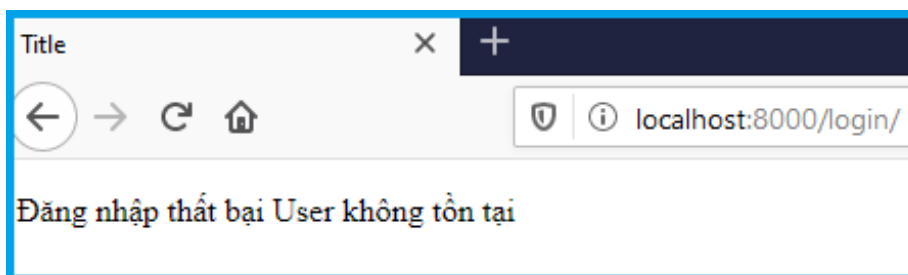 Title
localhost:8000/login/
Đăng nhập thất bại User không tồn tại